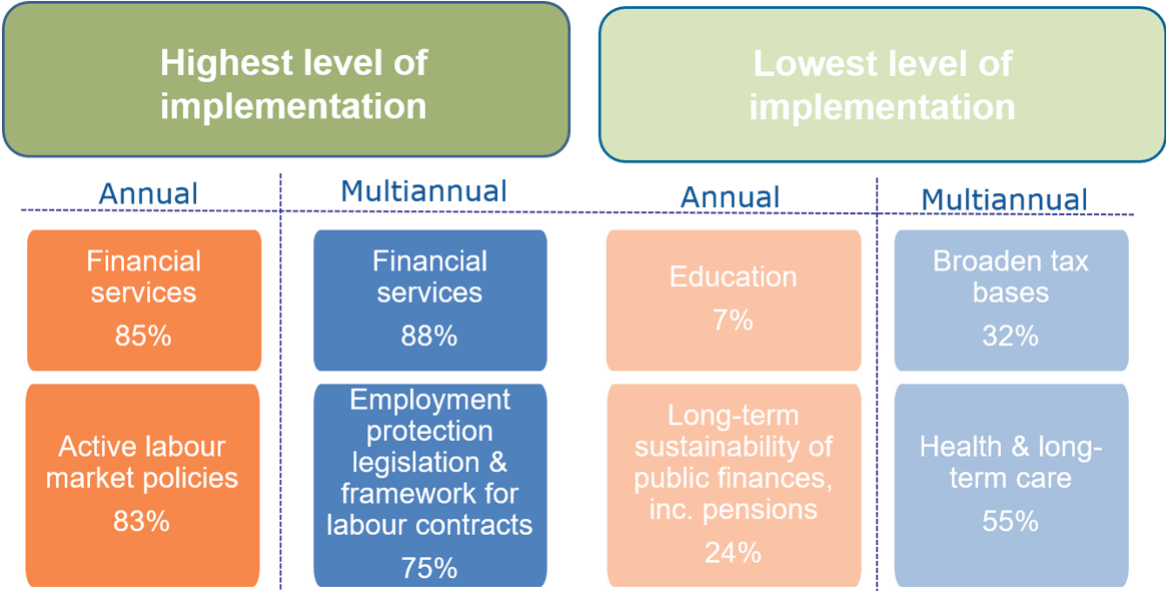 Highest level of
implementation
Lowest level of
implementation
Annual
Multiannual
Annual
Multiannual
Financial
services
85%
Financial
services
88%
Education
7%
Broaden tax
bases
32%
Active labour
market policies
83%
Employment
protection
legislation &
framework for
labour contracts
75%
Long-term
sustainability of
public finances,
inc. pensions
24%
Health & long-
term care
55%